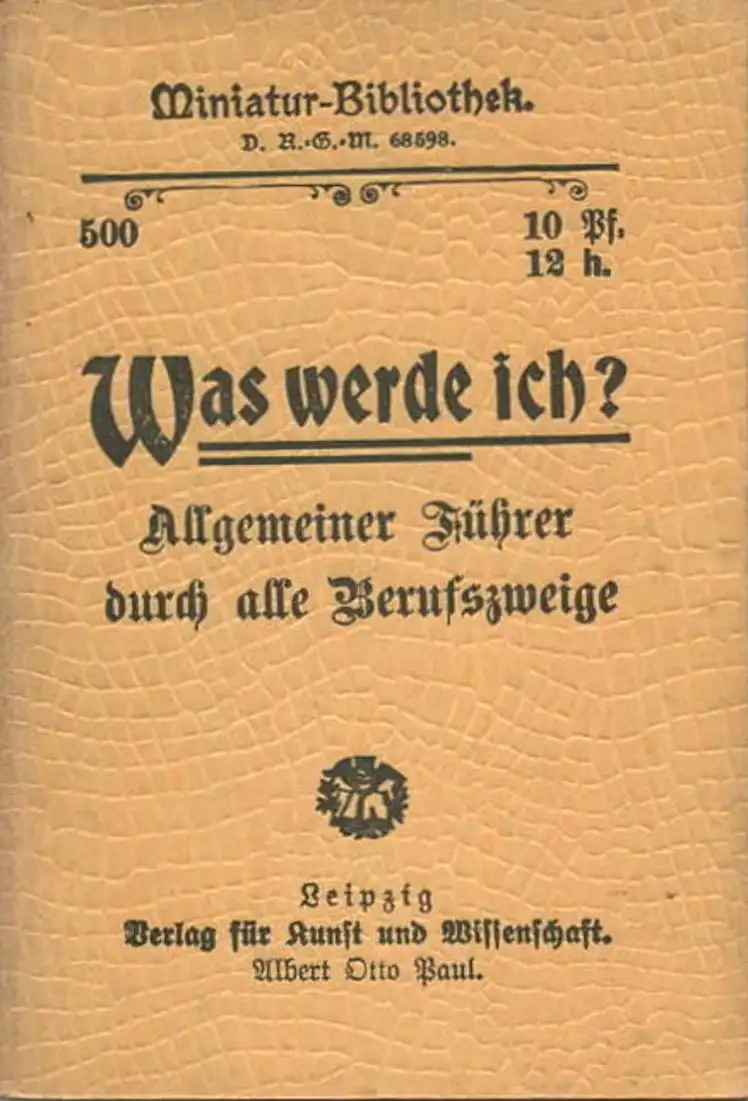 Miniatur-Bibliothek.
D. R.-G.-M. 68598.
500
10 Pf.
12 h.
Was werde ich?
Allgemeiner Führer
durch alle Berufszweige
Leipzig
Verlag für Kunst und Wissenschaft.
Albert Otto Paul.